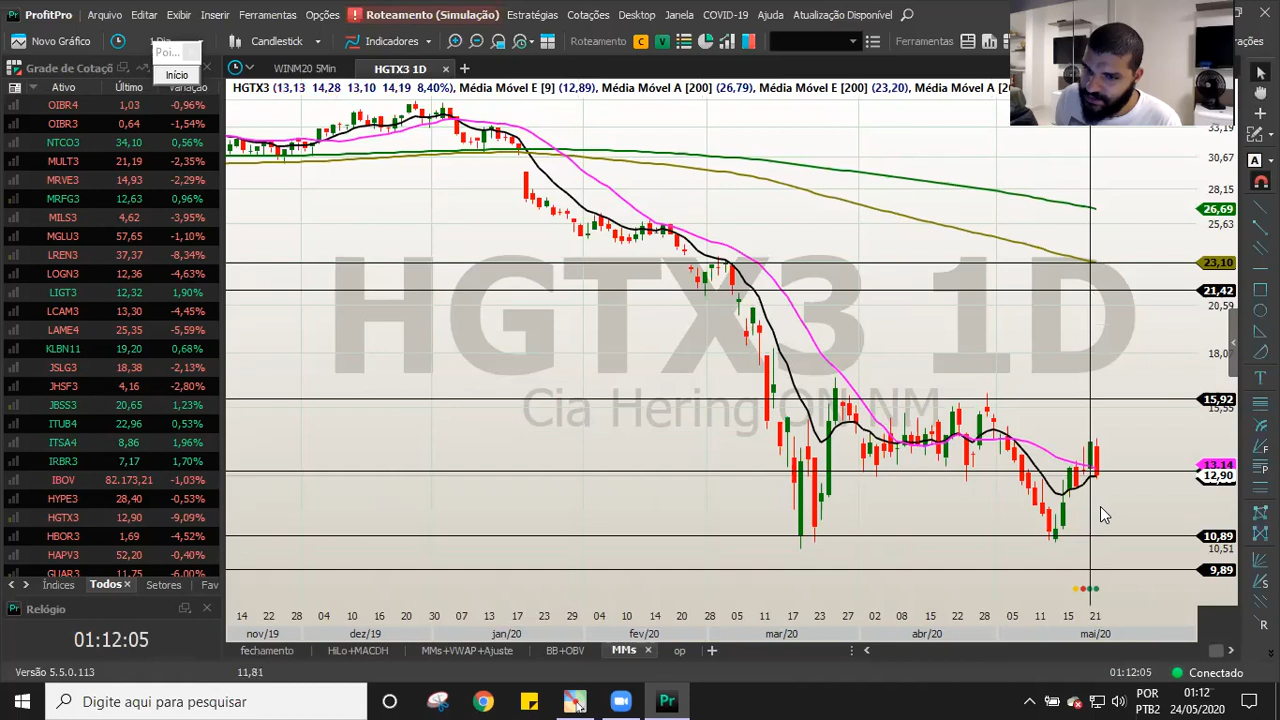 ProfitPro Arquivo Editar Exibir Inserir Ferramentas Opções Roteamento (Simulação) Estratégias Cotações Desktop Janela COVID-19 Ajuda Atualização Disponível
Novo Gráfico 1 Dia Candlestick Indicadores Roteamento C V Ferramentas
Poi...
Início
Grade de Cotaçõ
WINM20 5Min HGTX3 1D
Ativo Último Variação
OIBR4 1,03 -0,96%
OIBR3 0,64 -1,54%
NTCO3 34,10 0,56%
MULT3 21,19 -2,35%
MRVE3 14,93 -2,29%
MRFG3 12,63 0,96%
MILS3 4,62 -3,95%
MGLU3 57,65 -1,10%
LREN3 37,37 -8,34%
LOGN3 12,36 -4,63%
LIGT3 12,32 1,90%
LCAM3 13,30 -4,45%
LAME4 25,35 -5,59%
KLBN11 19,20 0,68%
JSLG3 18,38 -2,13%
JHSF3 4,16 -2,80%
JBSS3 20,65 1,23%
ITUB4 22,96 0,53%
ITSA4 8,86 1,96%
IRBR3 7,17 1,70%
IBOV 82.173,21 -1,03%
HYPE3 28,40 -0,53%
HGTX3 12,90 -9,09%
HBOR3 1,69 -4,52%
HAPV3 52,20 -0,40%
GUAR3 11,75 -6,00%
Índices Todos Setores Fav
Relógio
01:12:05
HGTX3 (13,13 14,28 13,10 14,19 8,40%), Média Móvel E [9] (12,89), Média Móvel A [200] (26,79), Média Móvel E [200] (23,20), Média Móvel A [20
HGTX3 1D
Cia Hering ON NM
33,19
30,67
28,15
26,69
25,63
23,10
21,42
20,59
18,07
15,92
15,55
13,14
12,90
10,89
10,51
9,89
14 22 28 04 11 17 23 30 07 13 17 23 29 04 10 14 20 28 05 11 17 23 27 02 08 15 22 28 05 11 15 21
nov/19 dez/19 jan/20 fev/20 mar/20 abr/20 mai/20
fechamento HiLo+MACDH MMs+VWAP+Ajuste BB+OBV MMs op
Versão 5.5.0.113 11,81 01:12:05 Conectado
Digite aqui para pesquisar
POR
PTB2
01:12
24/05/2020